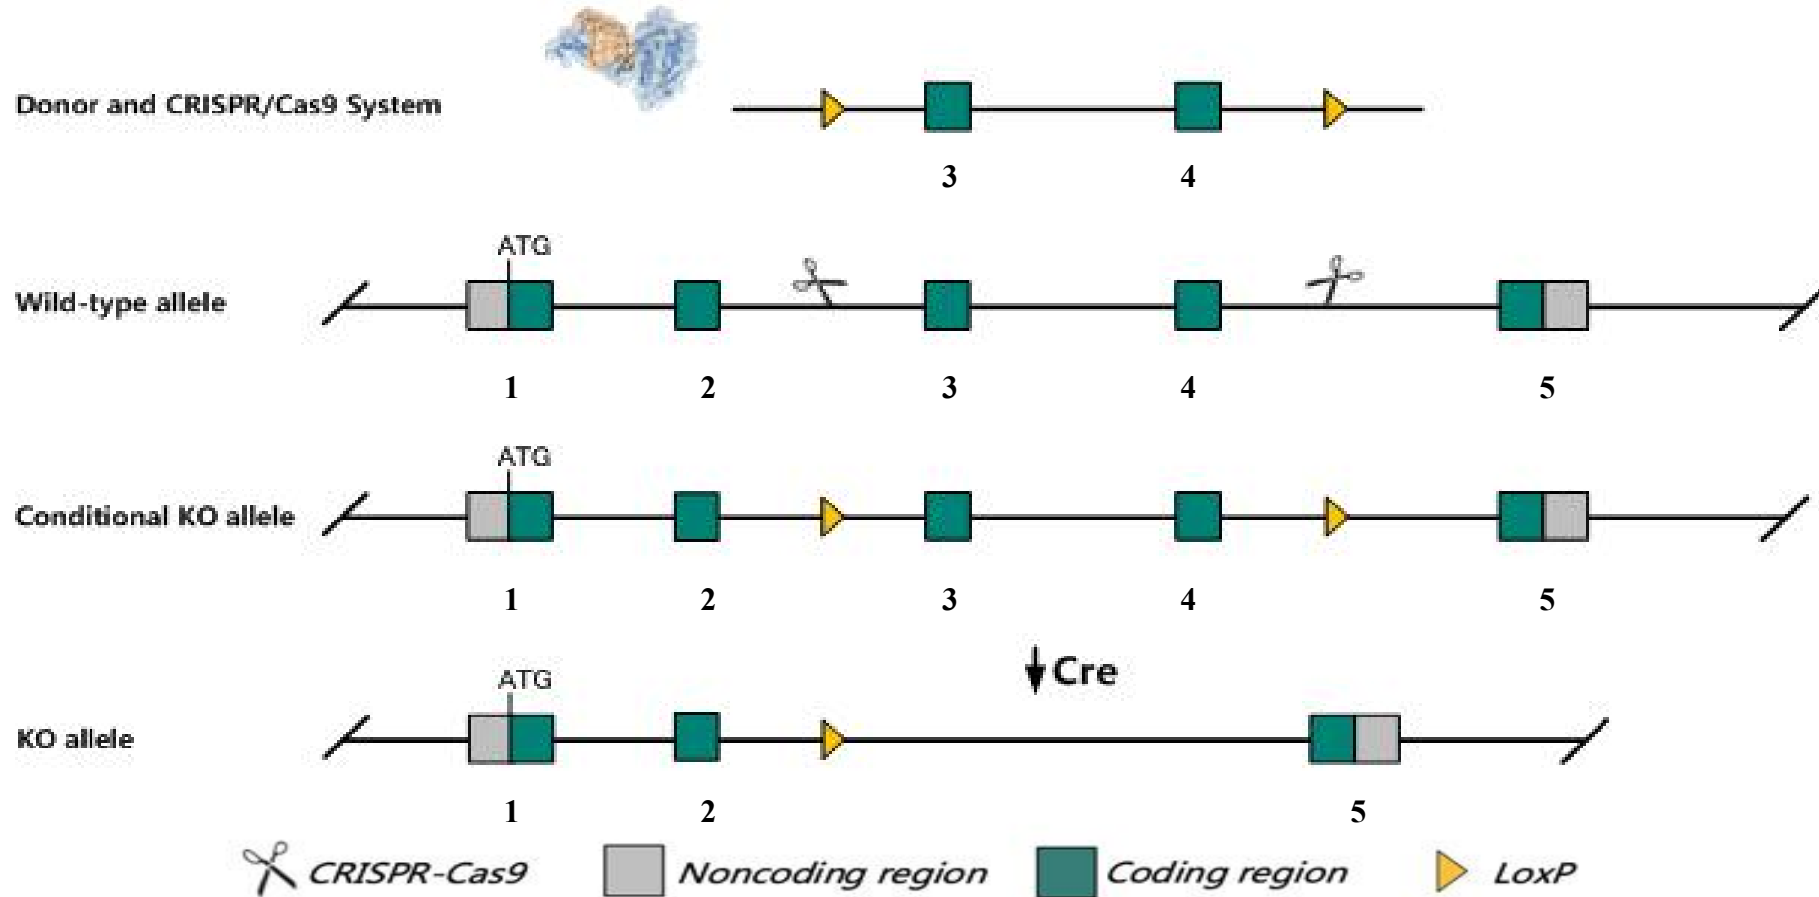 Donor and CRISPR/Cas9 System
3 4
ATG
Wild-type allele
1 2 3 4 5
ATG
Conditional KO allele
1 2 3 4 5
Cre
ATG
KO allele
1 2 5
CRISPR-Cas9 Noncoding region Coding region LoxP